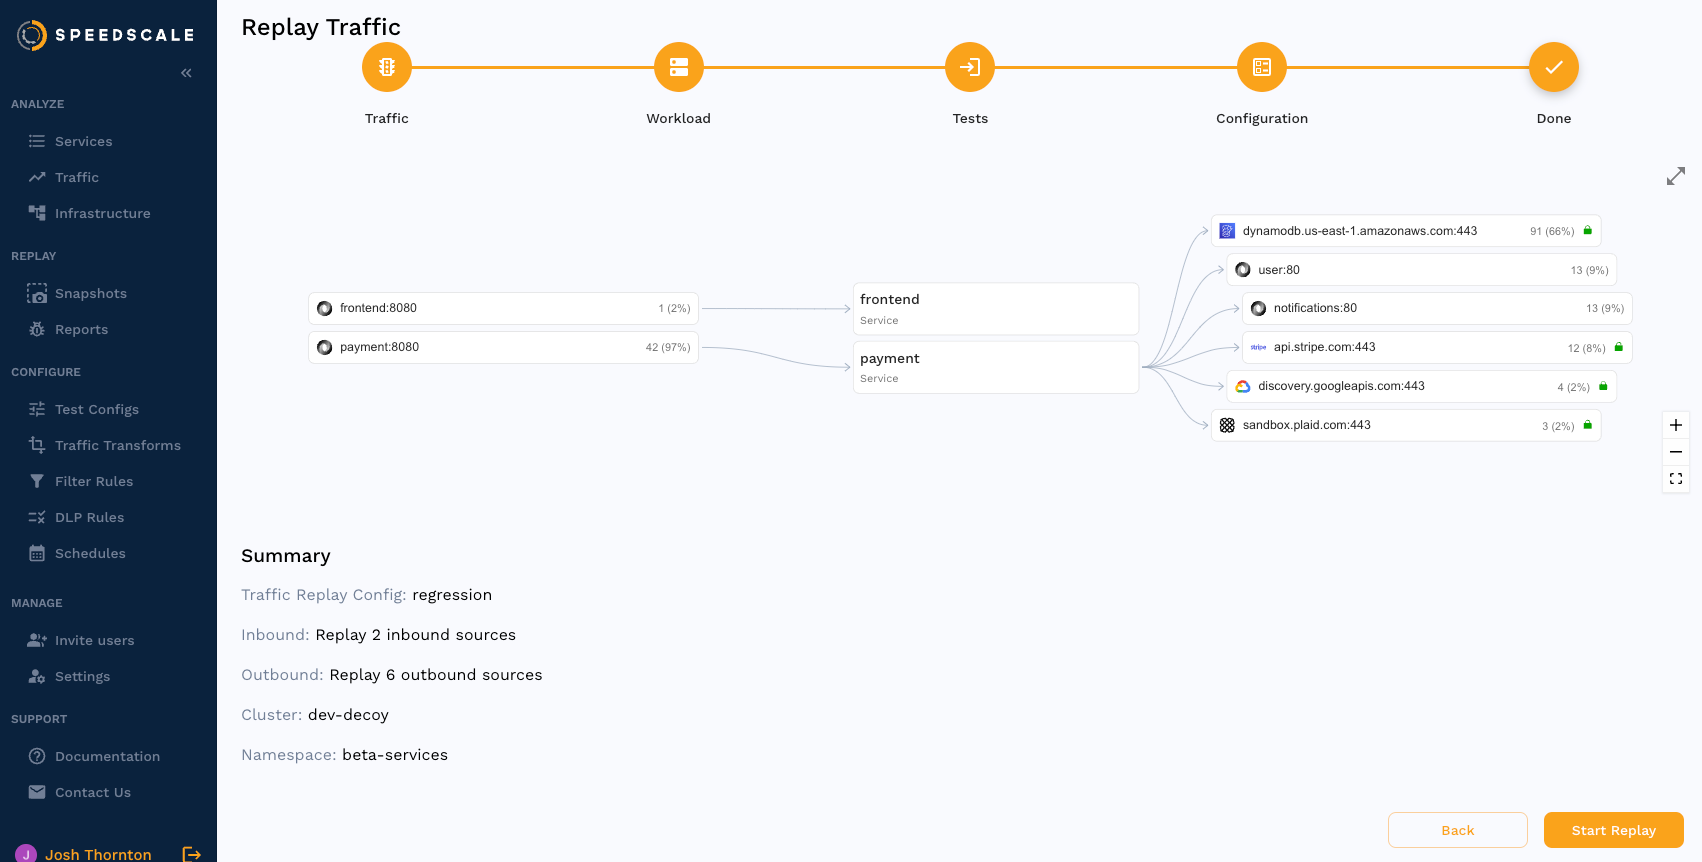 SPEEDSCALE
ANALYZE
Services
Traffic
Infrastructure
REPLAY
Snapshots
Reports
CONFIGURE
Test Configs
Traffic Transforms
Filter Rules
DLP Rules
Schedules
MANAGE
Invite users
Settings
SUPPORT
Documentation
Contact Us
J Josh Thornton
Replay Traffic
Traffic Workload Tests Configuration Done
frontend:8080 1 (2%)
payment:8080 42 (97%)
frontend
Service
payment
Service
dynamodb.us-east-1.amazonaws.com:443 91 (66%)
user:80 13 (9%)
notifications:80 13 (9%)
stripe api.stripe.com:443 12 (8%)
discovery.googleapis.com:443 4 (2%)
sandbox.plaid.com:443 3 (2%)
Summary
Traffic Replay Config: regression
Inbound: Replay 2 inbound sources
Outbound: Replay 6 outbound sources
Cluster: dev-decoy
Namespace: beta-services
Back Start Replay